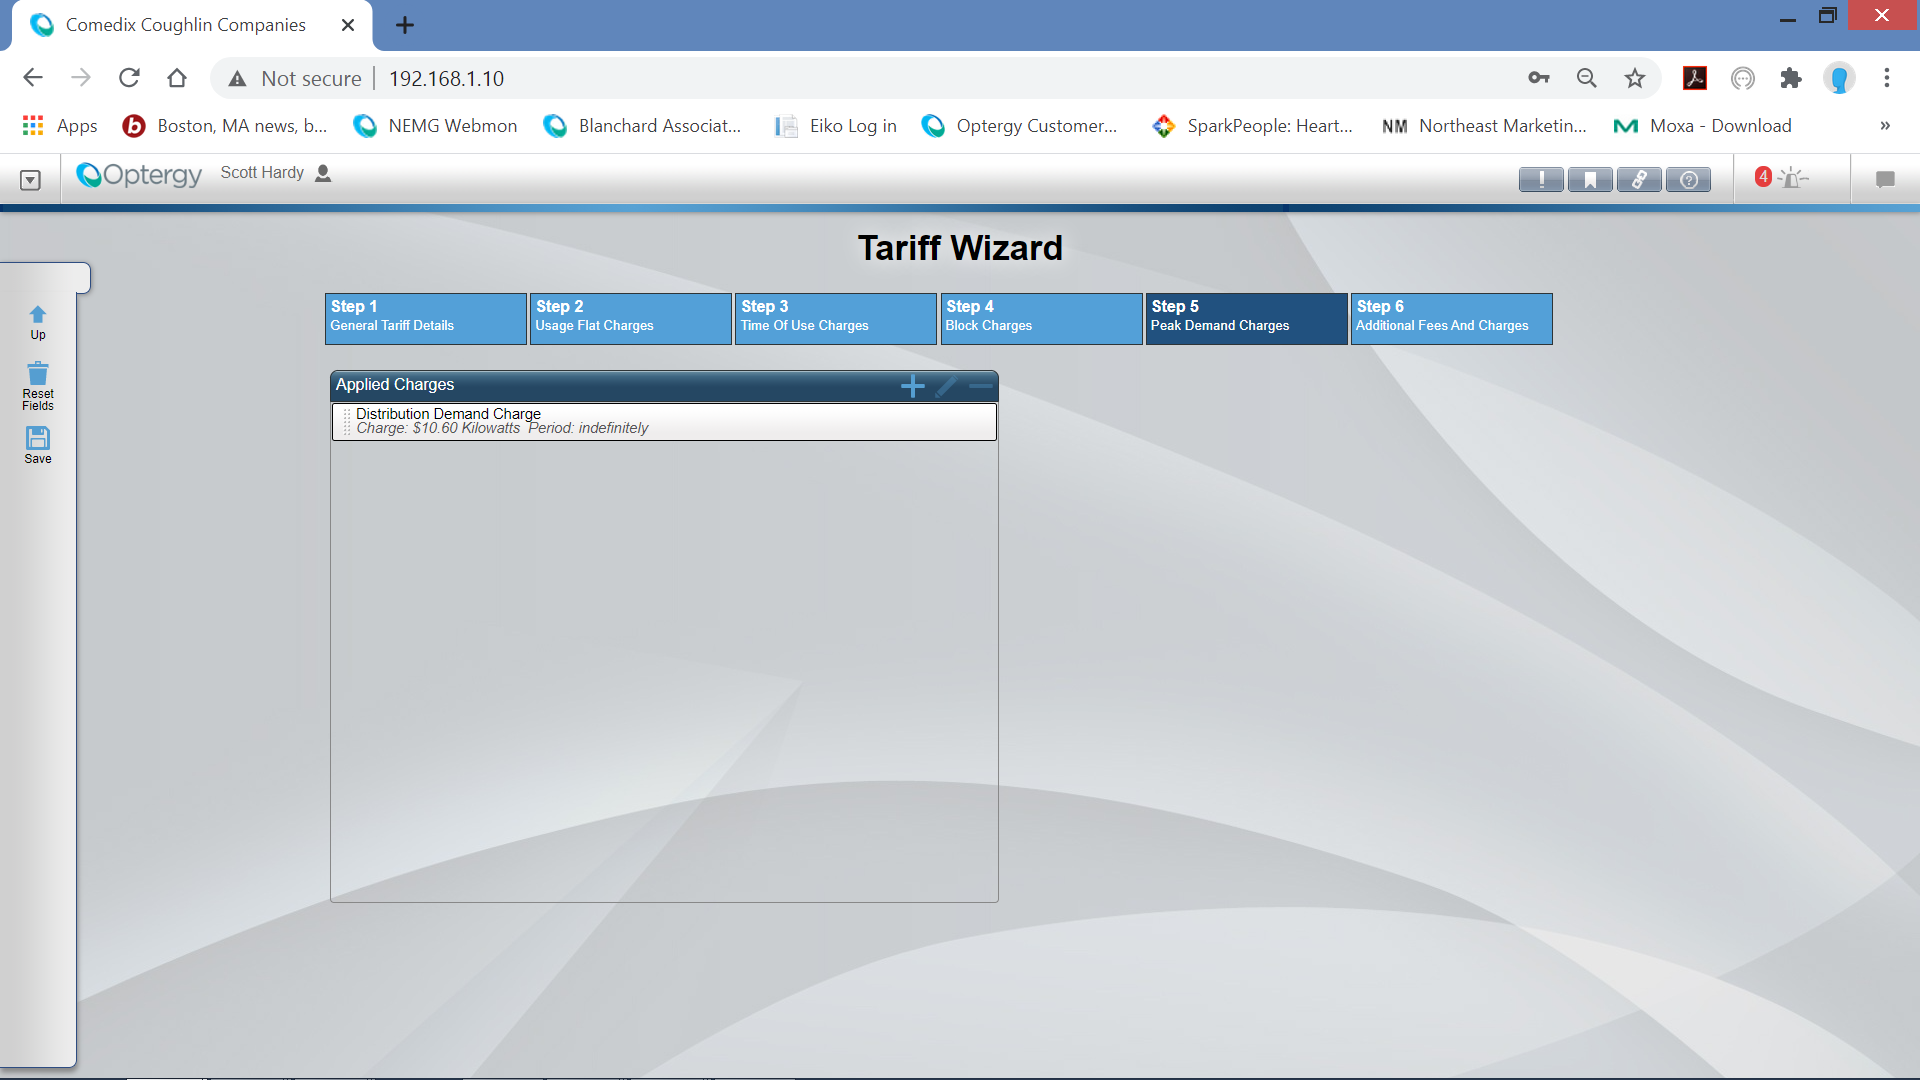 Comedix Coughlin Companies
Not secure | 192.168.1.10
Apps
Boston, MA news, b...
NEMG Webmon
Blanchard Associat...
Eiko Log in
Optergy Customer...
SparkPeople: Heart...
NM Northeast Marketin...
Moxa - Download
»
Optergy
Scott Hardy
4
Tariff Wizard
Step 1
General Tariff Details
Step 2
Usage Flat Charges
Step 3
Time Of Use Charges
Step 4
Block Charges
Step 5
Peak Demand Charges
Step 6
Additional Fees And Charges
Up
Reset
Fields
Save
Applied Charges
Distribution Demand Charge
Charge: $10.60 Kilowatts Period: indefinitely